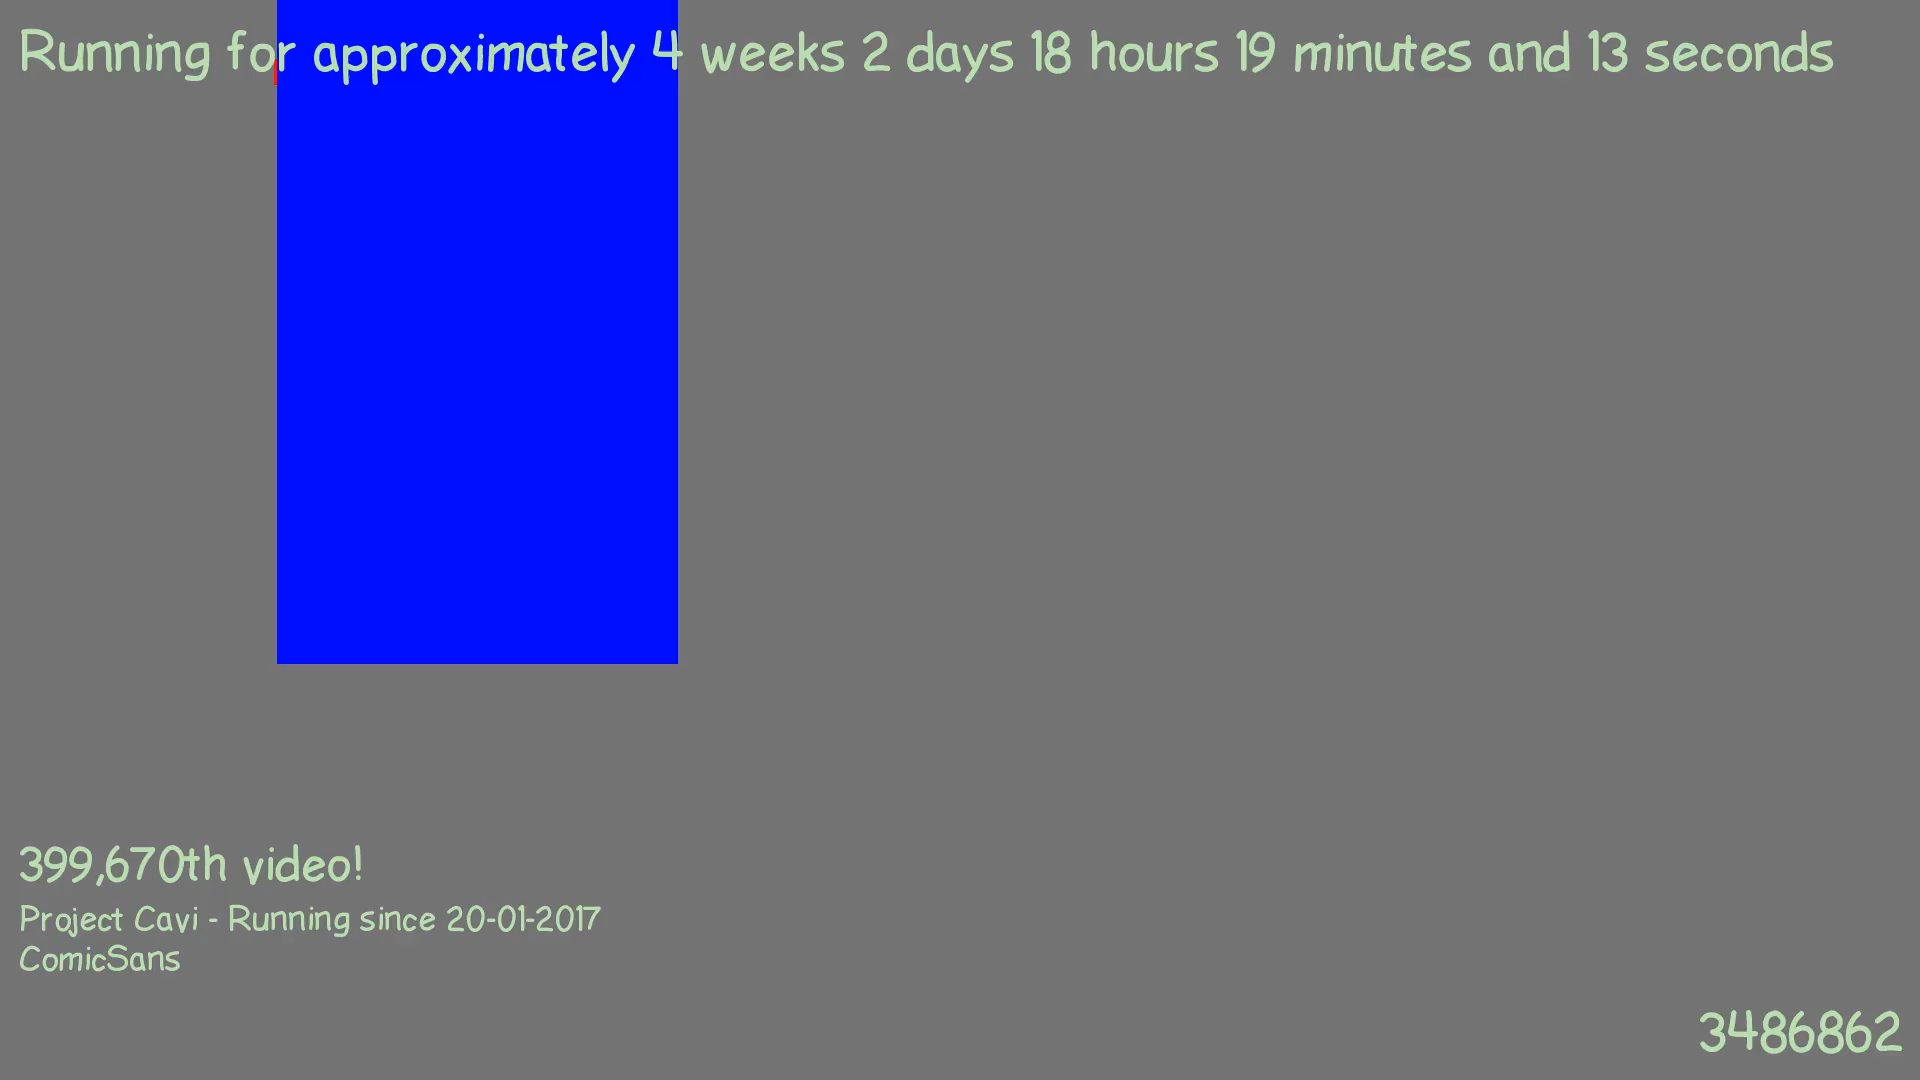 Running for approximately 4 weeks 2 days 18 hours 19 minutes and 13 seconds
399,670th video!
Project Cavi - Running since 20-01-2017
ComicSans
3486862